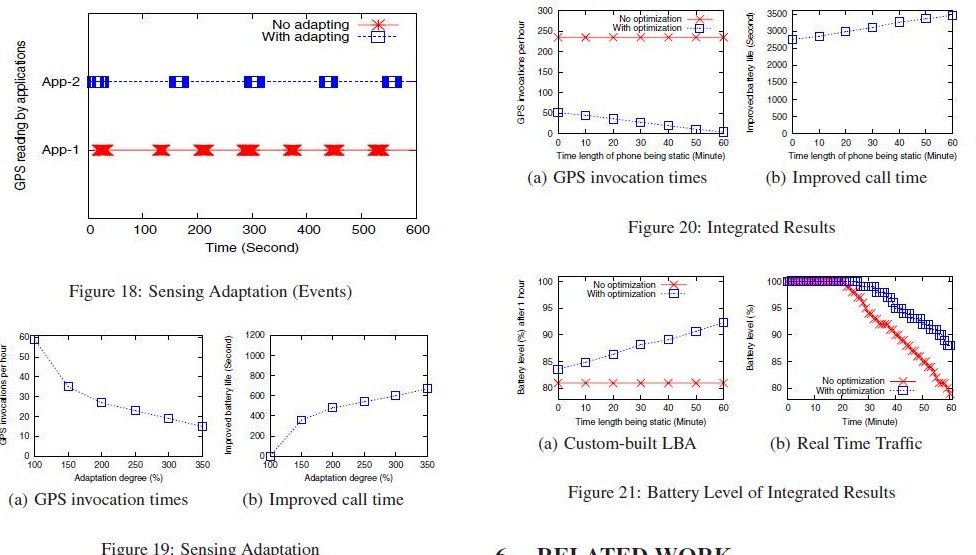 No adapting
With adapting
GPS reading by applications
App-2
App-1
0 100 200 300 400 500 600
Time (Second)
Figure 18: Sensing Adaptation (Events)
GPS invocations per hour
60
50
40
30
20
10
0
100 150 200 250 300 350
Adaptation degree (%)
(a) GPS invocation times
Improved battery life (Second)
1200
1000
800
600
400
200
0
100 150 200 250 300 350
Adaptation degree (%)
(b) Improved call time
Figure 19: Sensing Adaptation
GPS invocations per hour
300
250
200
150
100
50
0
No optimization
With optimization
0 10 20 30 40 50 60
Time length of phone being static (Minute)
(a) GPS invocation times
Improved battery life (Second)
3500
3000
2500
2000
1500
1000
500
0
0 10 20 30 40 50 60
Time length of phone being static (Minute)
(b) Improved call time
Figure 20: Integrated Results
Battery level (%) after 1 hour
100
95
90
85
80
No optimization
With optimization
0 10 20 30 40 50 60
Time length being static (Minute)
(a) Custom-built LBA
Battery level (%)
100
95
90
85
80
No optimization
With optimization
0 10 20 30 40 50 60
Time (Minute)
(b) Real Time Traffic
Figure 21: Battery Level of Integrated Results
6. RELATED WORK